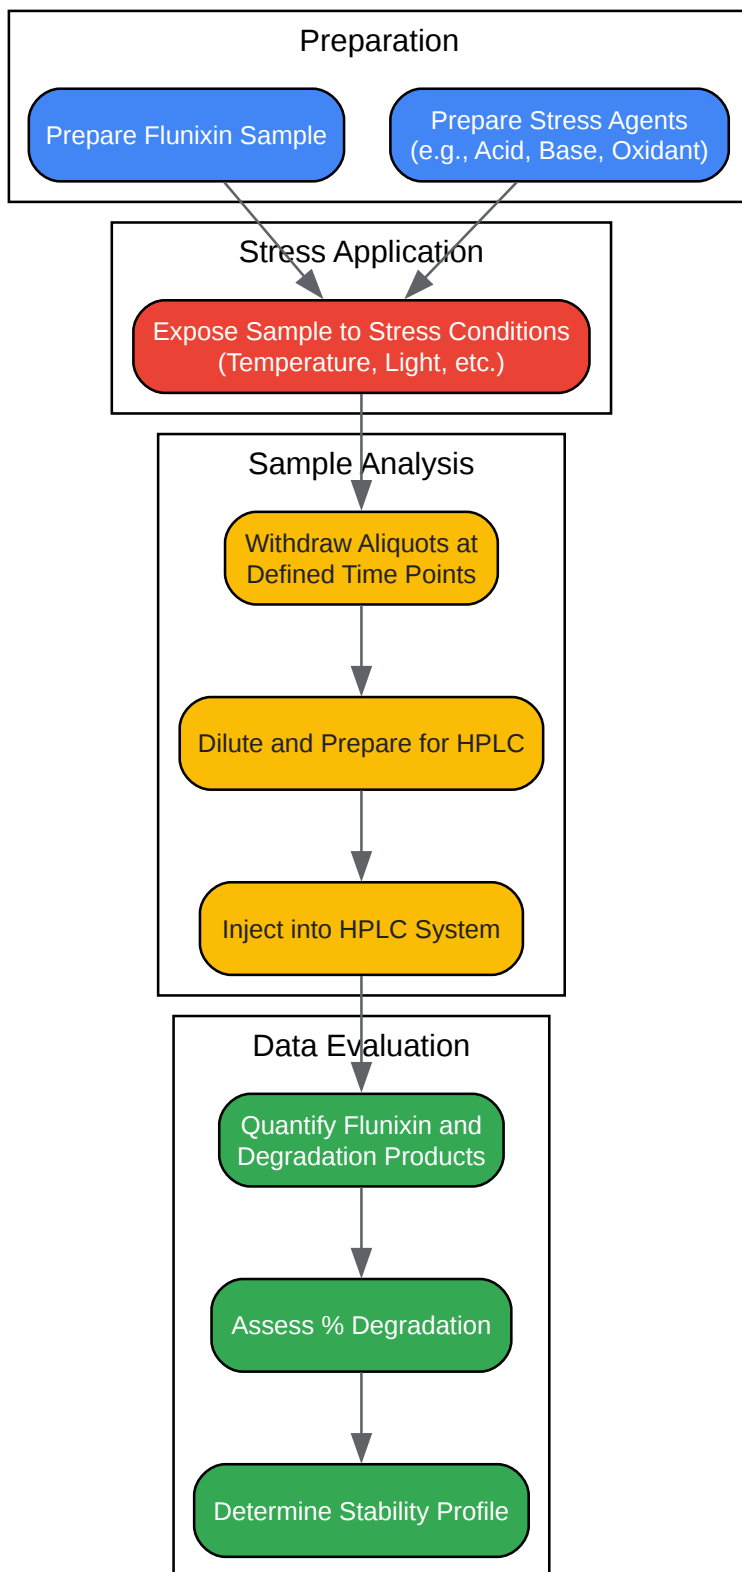 Preparation
Prepare Flunixin Sample
Prepare Stress Agents
(e.g., Acid, Base, Oxidant)
Stress Application
Expose Sample to Stress Conditions
(Temperature, Light, etc.)
Sample Analysis
Withdraw Aliquots at
Defined Time Points
Dilute and Prepare for HPLC
Inject into HPLC System
Data Evaluation
Quantify Flunixin and
Degradation Products
Assess % Degradation
Determine Stability Profile